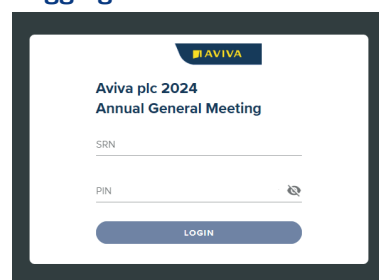 AVIVA
Aviva plc 2024
Annual General Meeting
SRN
PIN
LOGIN